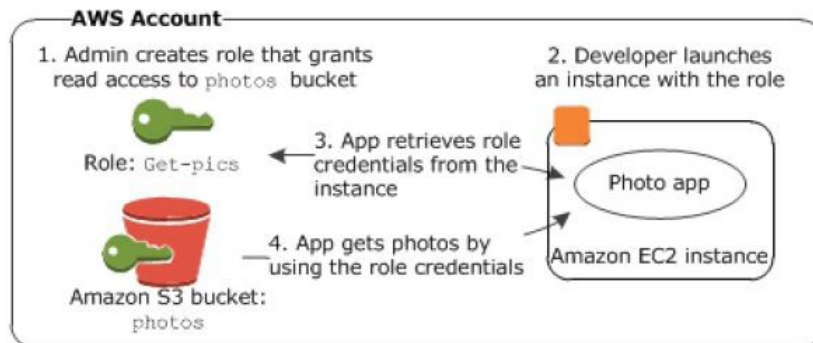 AWS Account
1. Admin creates role that grants
read access to photos bucket
2. Developer launches
an instance with the role
3. App retrieves role
credentials from the
instance
Role: Get-pics
Photo app
4. App gets photos by
using the role credentials
Amazon EC2 instance
Amazon S3 bucket:
photos